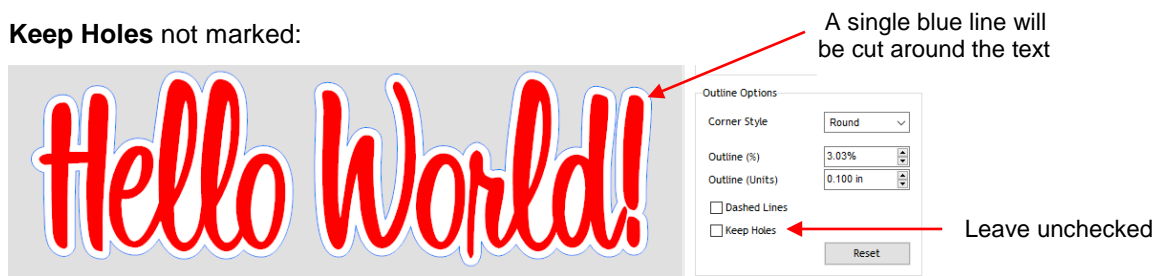 A single blue line will
be cut around the text
Keep Holes not marked:
Hello World!
Outline Options
Corner Style Round
Outline (%) 3.03%
Outline (Units) 0.100 in
Dashed Lines
Keep Holes
Leave unchecked
Reset